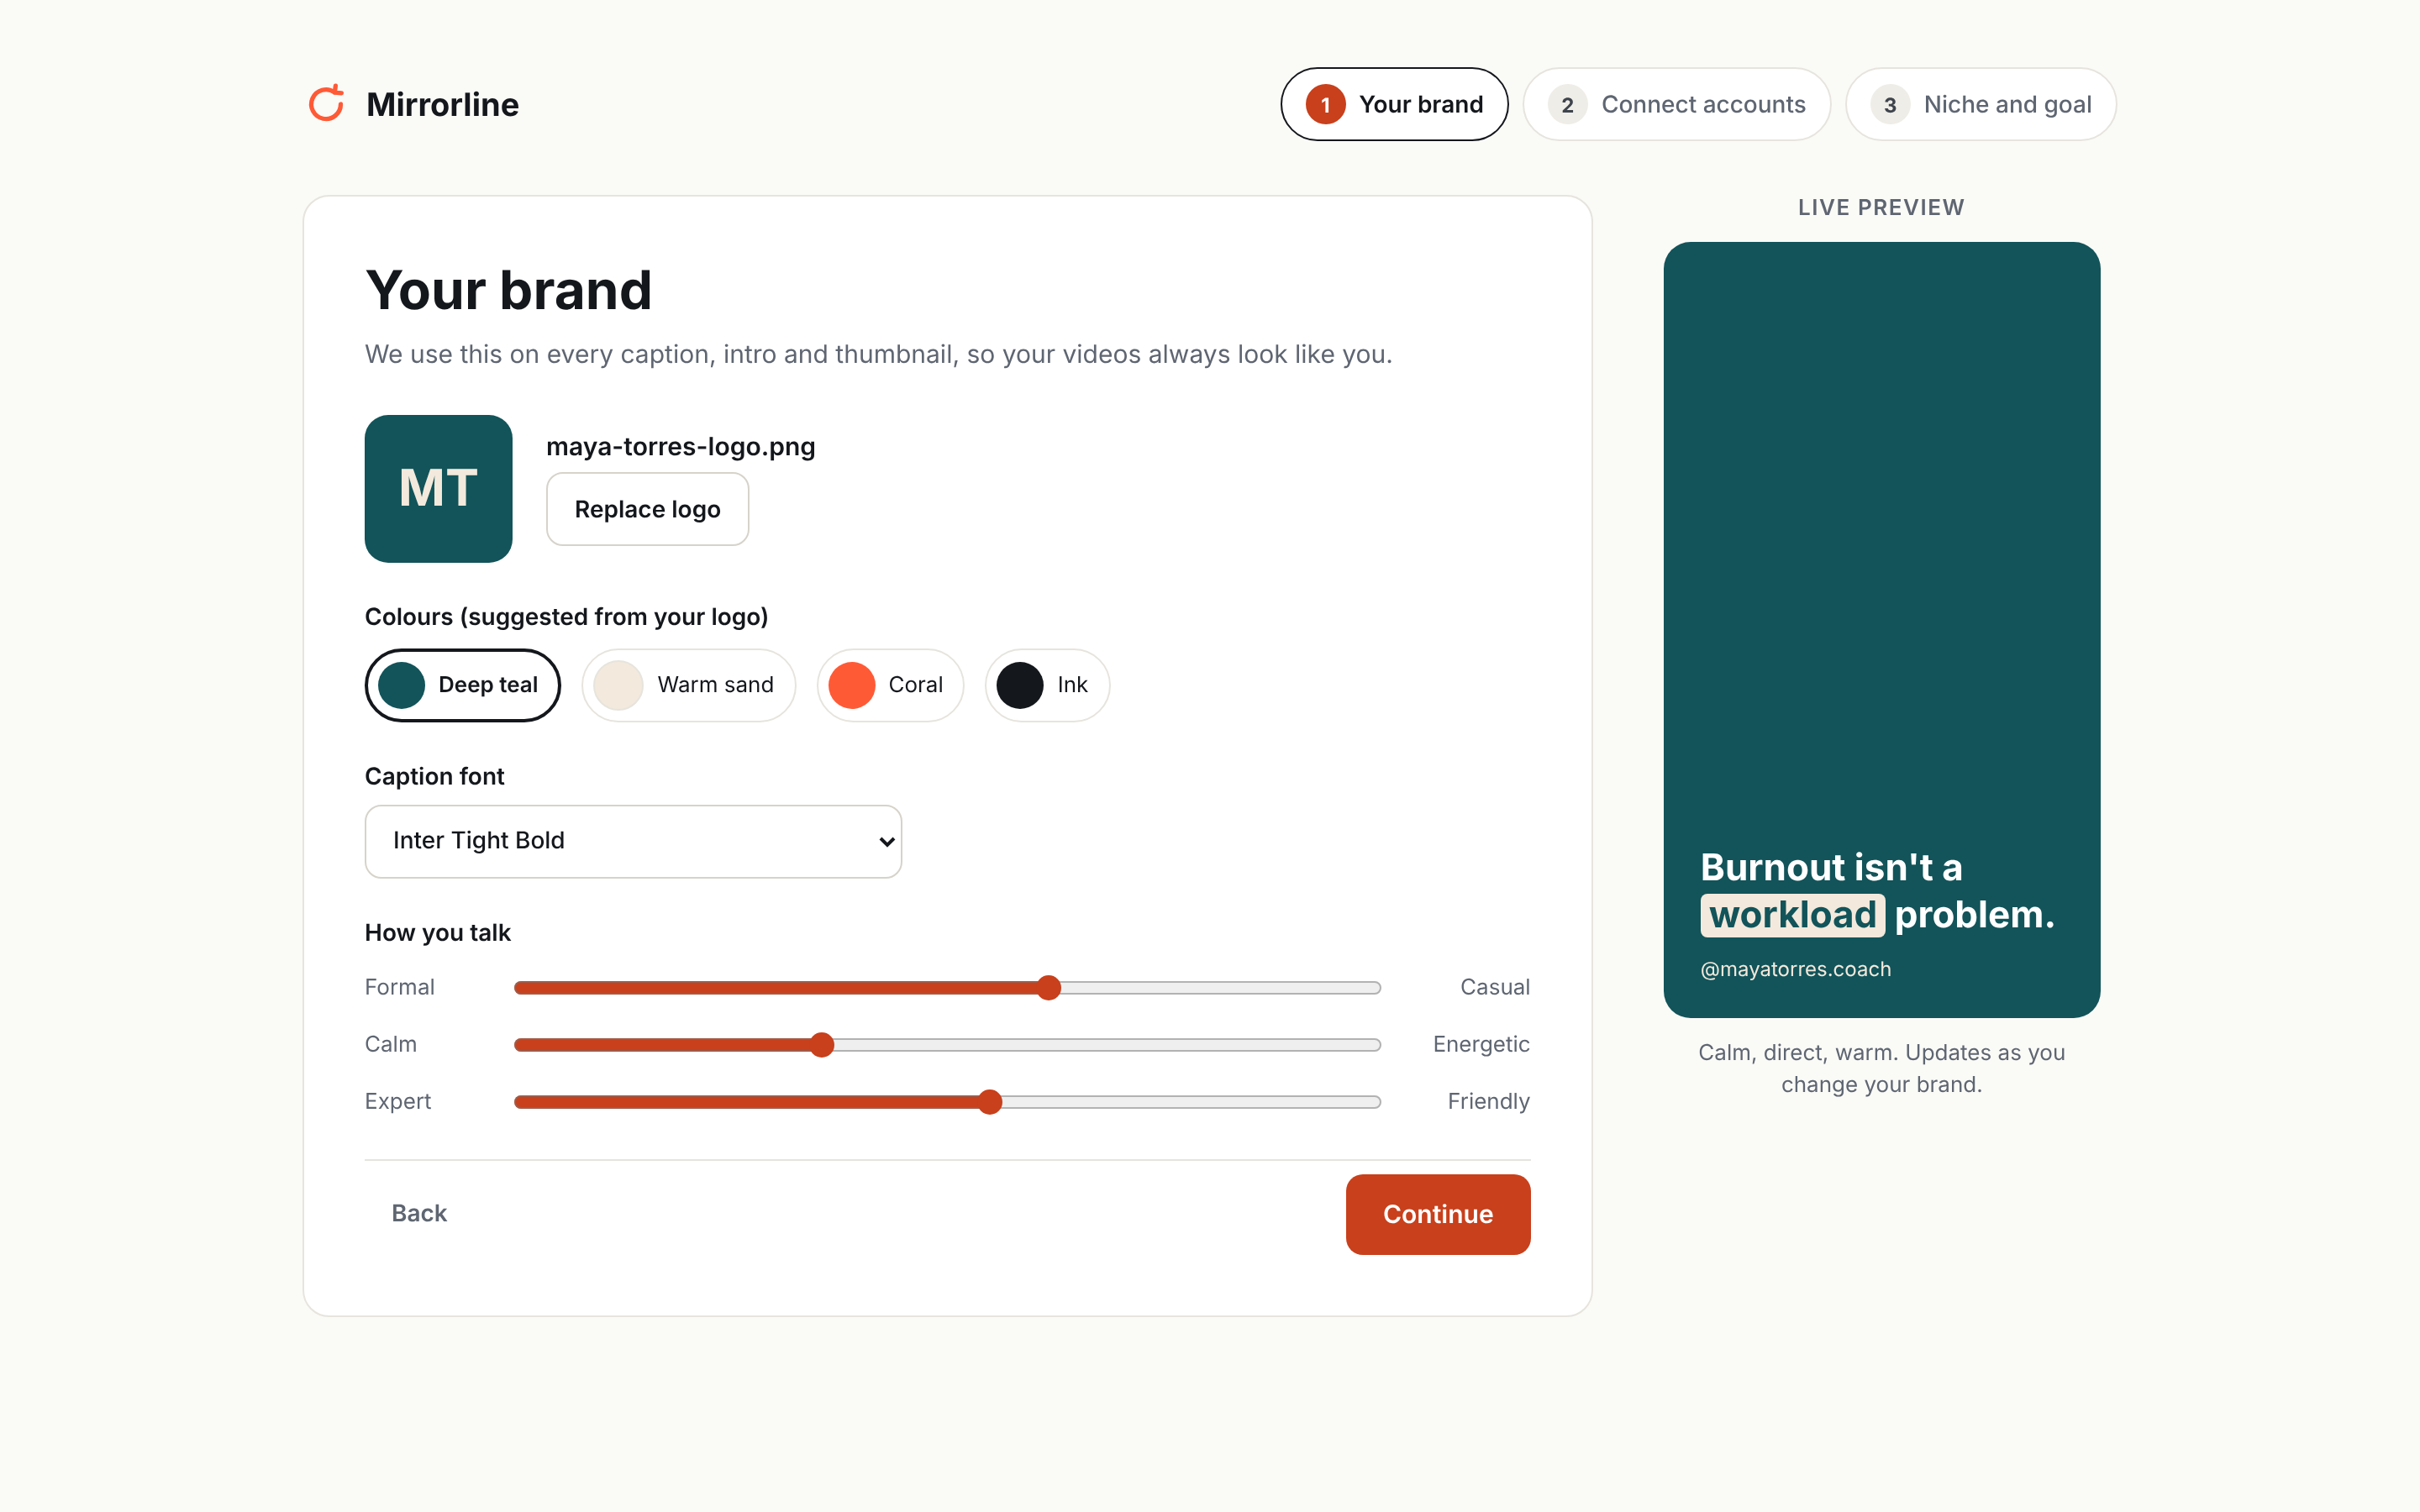 Mirrorline
1 Your brand
2 Connect accounts
3 Niche and goal
Your brand
We use this on every caption, intro and thumbnail, so your videos always look like you.
MT
maya-torres-logo.png
Replace logo
Colours (suggested from your logo)
Deep teal
Warm sand
Coral
Ink
Caption font
Inter Tight Bold
How you talk
Formal
Casual
Calm
Energetic
Expert
Friendly
Back
Continue
LIVE PREVIEW
Burnout isn't a
workload problem.
@mayatorres.coach
Calm, direct, warm. Updates as you
change your brand.